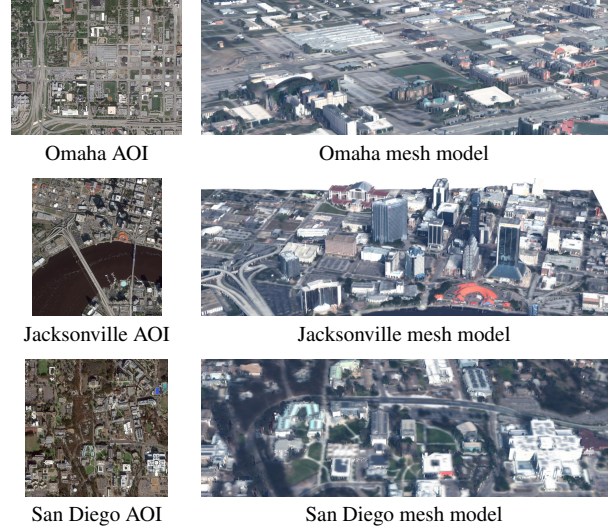 Omaha AOI
Omaha mesh model
Jacksonville AOI
Jacksonville mesh model
San Diego AOI
San Diego mesh model